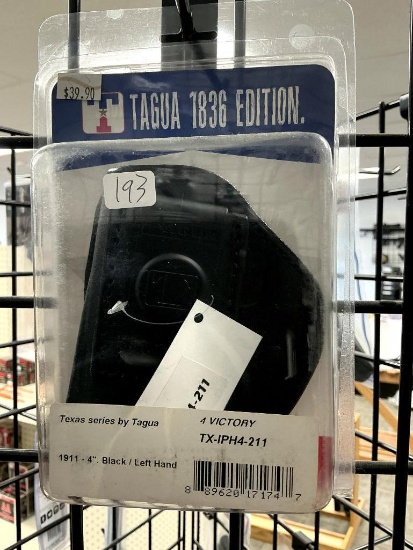 $39.90
TAGUA 1836 EDITION.
193
-211
Texas series by Tagua
4 VICTORY
TX-IPH4-211
1911 - 4". Black / Left Hand
8 89620 17174 7